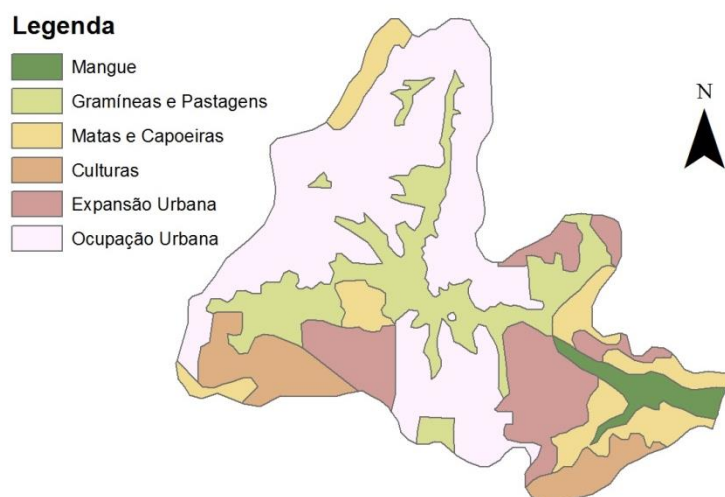 Legenda
Mangue
Gramíneas e Pastagens
Matas e Capoeiras
Culturas
Expansão Urbana
Ocupação Urbana
N